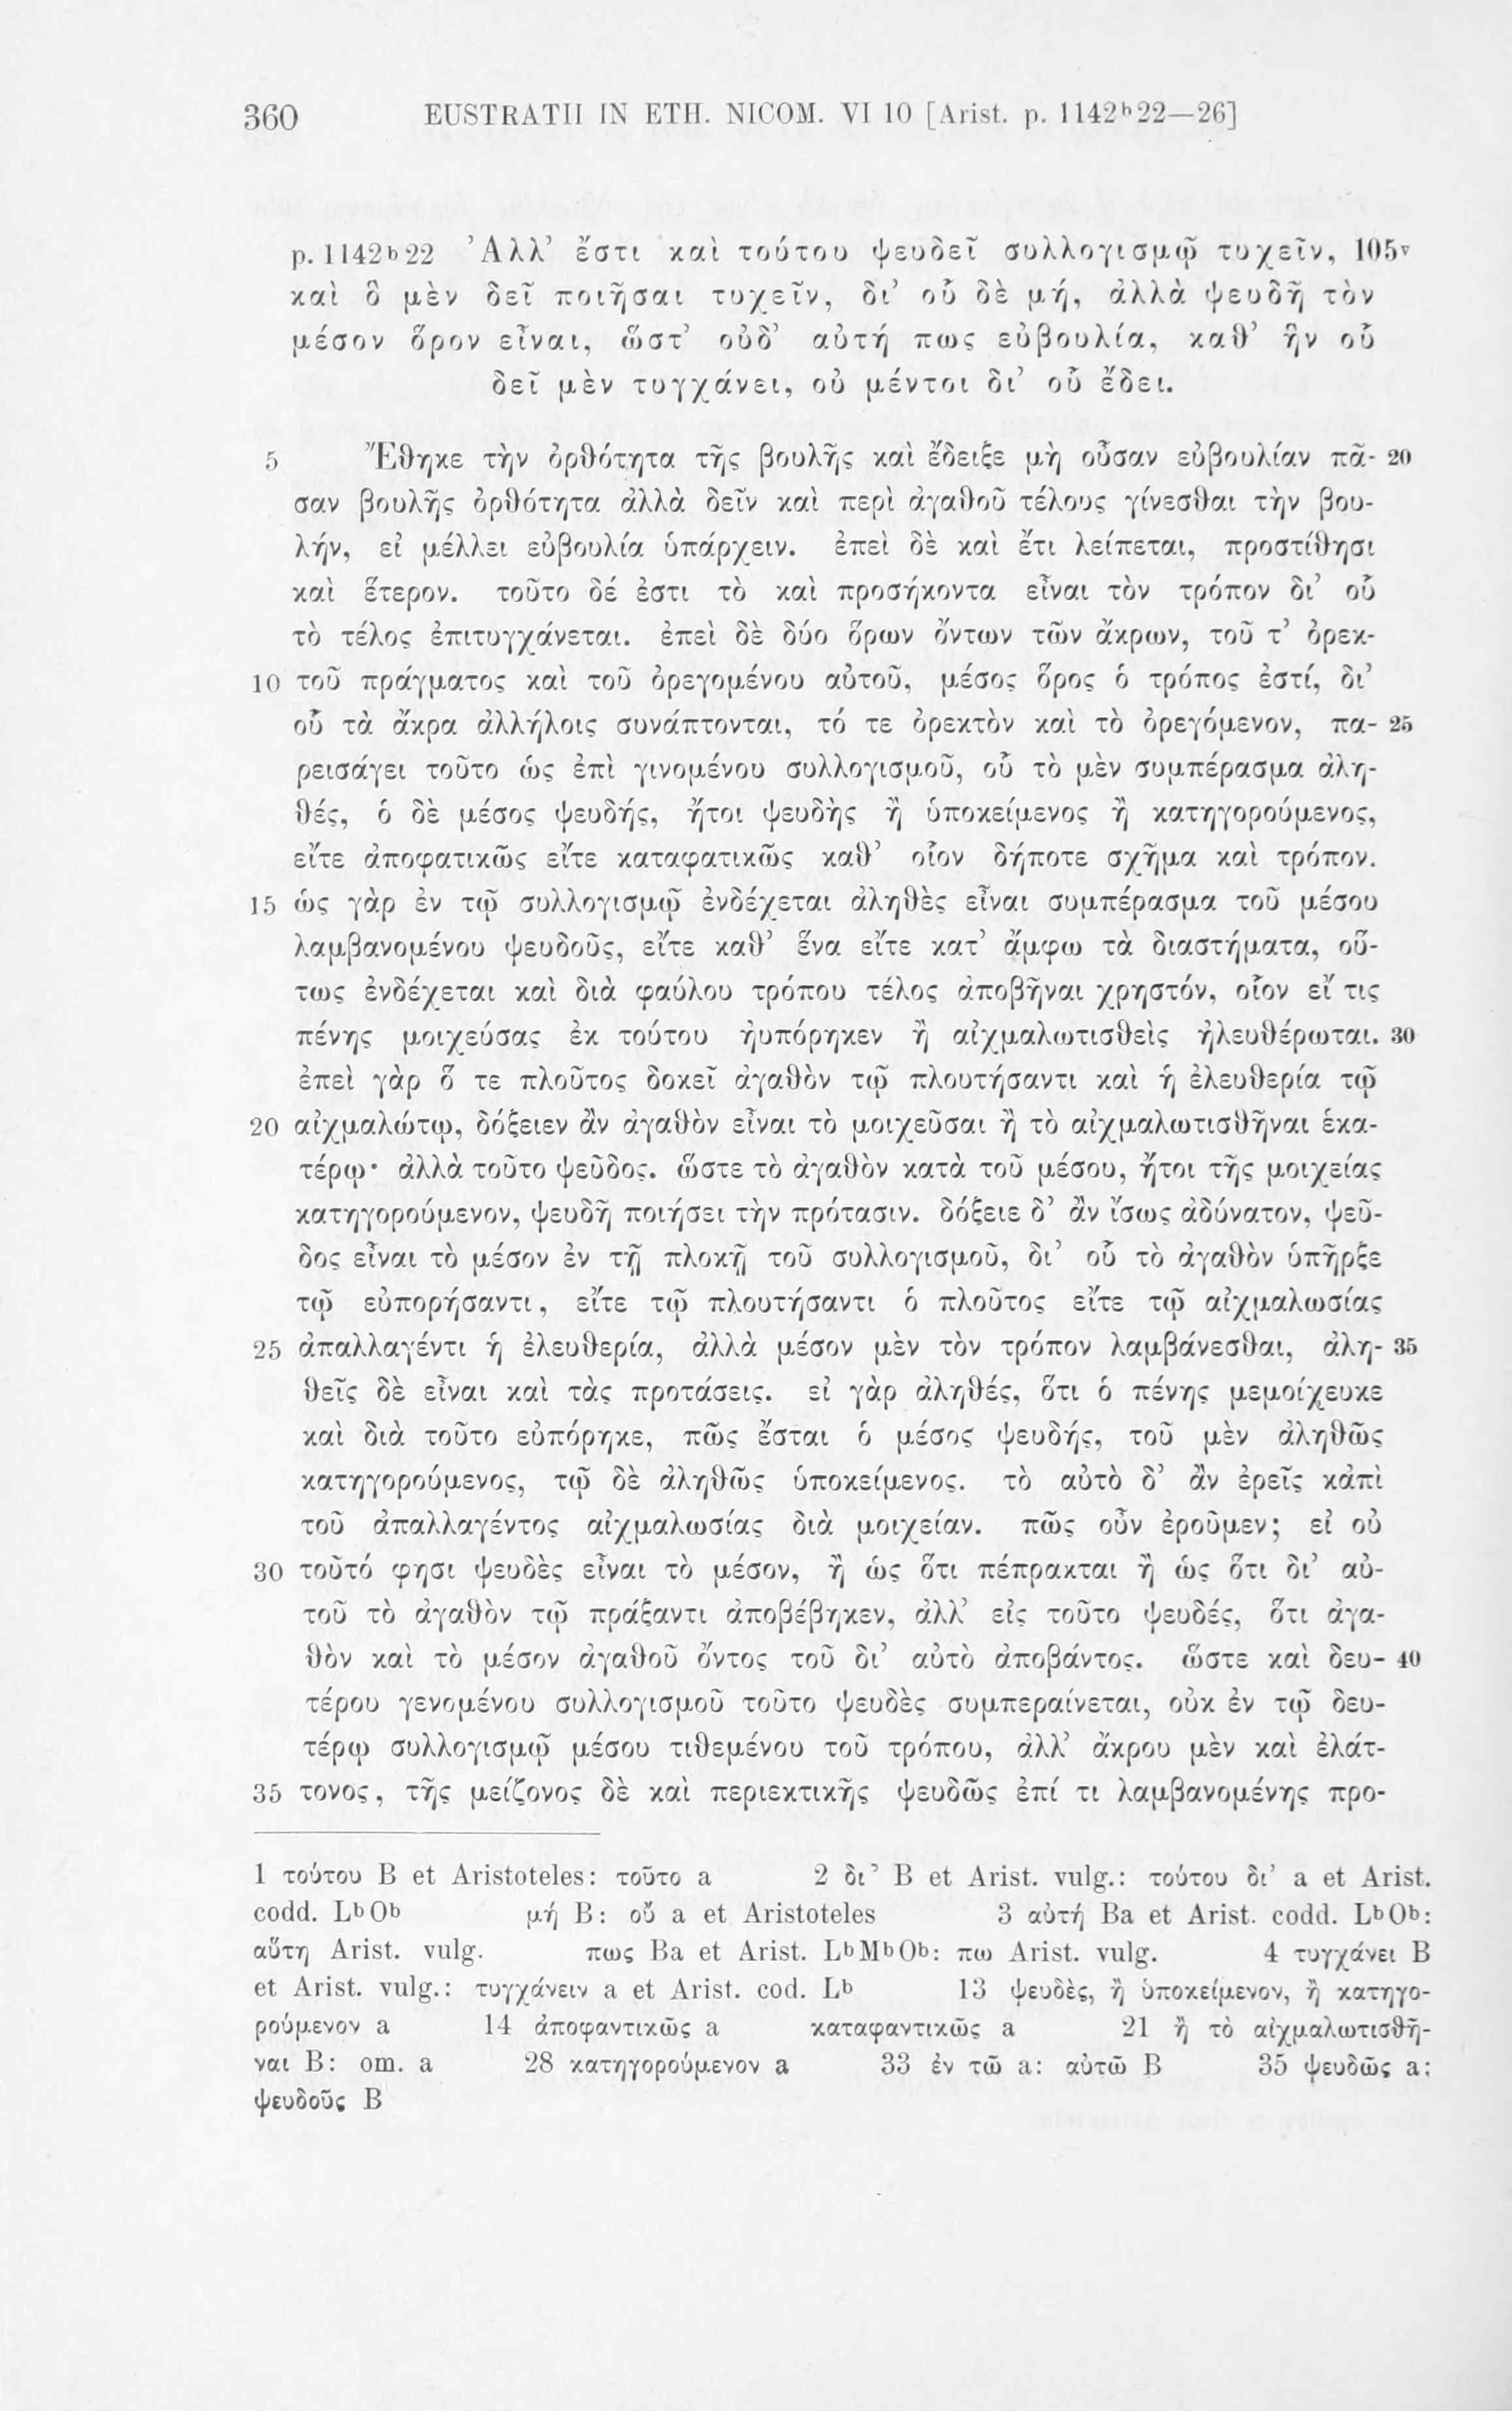 360 EUSTRATII IN ETH. NICOM. VI 10 [Arist. p. 1142ᵇ22—26]
p. 1142ᵇ22 Ἀλλ’ ἔστι καὶ τούτου ψευδεῖ συλλογισμῷ τυχεῖν, 105ᵛ
καὶ ὃ μὲν δεῖ ποιῆσαι τυχεῖν, δι’ οὗ δὲ μή, ἀλλὰ ψευδῆ τὸν
μέσον ὅρον εἶναι, ὥστ’ οὐδ’ αὐτή πως εὐβουλία, καθ’ ἣν οὗ
δεῖ μὲν τυγχάνει, οὐ μέντοι δι’ οὗ ἔδει.
5 Ἔθηκε τὴν ὀρθότητα τῆς βουλῆς καὶ ἔδειξε μὴ οὖσαν εὐβουλίαν πᾶ- 20
σαν βουλῆς ὀρθότητα ἀλλὰ δεῖν καὶ περὶ ἀγαθοῦ τέλους γίνεσθαι τὴν βου-
λήν, εἰ μέλλει εὐβουλία ὑπάρχειν. ἐπεὶ δὲ καὶ ἔτι λείπεται, προστίθησι
καὶ ἕτερον. τοῦτο δέ ἐστι τὸ καὶ προσήκοντα εἶναι τὸν τρόπον δι’ οὗ
τὸ τέλος ἐπιτυγχάνεται. ἐπεὶ δὲ δύο ὅρων ὄντων τῶν ἄκρων, τοῦ τ’ ὀρεκ-
10 τοῦ πράγματος καὶ τοῦ ὀρεγομένου αὐτοῦ, μέσος ὅρος ὁ τρόπος ἐστί, δι’
οὗ τὰ ἄκρα ἀλλήλοις συνάπτονται, τό τε ὀρεκτὸν καὶ τὸ ὀρεγόμενον, πα- 25
ρεισάγει τοῦτο ὡς ἐπὶ γινομένου συλλογισμοῦ, οὗ τὸ μὲν συμπέρασμα ἀλη-
θές, ὁ δὲ μέσος ψευδής, ἤτοι ψευδὴς ἢ ὑποκείμενος ἢ κατηγορούμενος,
εἴτε ἀποφατικῶς εἴτε καταφατικῶς καθ’ οἷον δήποτε σχῆμα καὶ τρόπον.
15 ὡς γὰρ ἐν τῷ συλλογισμῷ ἐνδέχεται ἀληθὲς εἶναι συμπέρασμα τοῦ μέσου
λαμβανομένου ψευδοῦς, εἴτε καθ’ ἕνα εἴτε κατ’ ἄμφω τὰ διαστήματα, οὕ-
τως ἐνδέχεται καὶ διὰ φαύλου τρόπου τέλος ἀποβῆναι χρηστόν, οἷον εἴ τις
πένης μοιχεύσας ἐκ τούτου ηὐπόρηκεν ἢ αἰχμαλωτισθεὶς ἠλευθέρωται. 30
ἐπεὶ γὰρ ὅ τε πλοῦτος δοκεῖ ἀγαθὸν τῷ πλουτήσαντι καὶ ἡ ἐλευθερία τῷ
20 αἰχμαλώτῳ, δόξειεν ἂν ἀγαθὸν εἶναι τὸ μοιχεῦσαι ἢ τὸ αἰχμαλωτισθῆναι ἑκα-
τέρῳ· ἀλλὰ τοῦτο ψεῦδος. ὥστε τὸ ἀγαθὸν κατὰ τοῦ μέσου, ἤτοι τῆς μοιχείας
κατηγορούμενον, ψευδῆ ποιήσει τὴν πρότασιν. δόξειε δ’ ἂν ἴσως ἀδύνατον, ψεῦ-
δος εἶναι τὸ μέσον ἐν τῇ πλοκῇ τοῦ συλλογισμοῦ, δι’ οὗ τὸ ἀγαθὸν ὑπῆρξε
τῷ εὐπορήσαντι, εἴτε τῷ πλουτήσαντι ὁ πλοῦτος εἴτε τῷ αἰχμαλωσίας
25 ἀπαλλαγέντι ἡ ἐλευθερία, ἀλλὰ μέσον μὲν τὸν τρόπον λαμβάνεσθαι, ἀλη- 35
θεῖς δὲ εἶναι καὶ τὰς προτάσεις. εἰ γὰρ ἀληθές, ὅτι ὁ πένης μεμοίχευκε
καὶ διὰ τοῦτο εὐπόρηκε, πῶς ἔσται ὁ μέσος ψευδής, τοῦ μὲν ἀληθῶς
κατηγορούμενος, τῷ δὲ ἀληθῶς ὑποκείμενος. τὸ αὐτὸ δ’ ἂν ἐρεῖς κἀπὶ
τοῦ ἀπαλλαγέντος αἰχμαλωσίας διὰ μοιχείαν. πῶς οὖν ἐροῦμεν; εἰ οὐ
30 τοῦτό φησι ψευδὲς εἶναι τὸ μέσον, ἢ ὡς ὅτι πέπρακται ἢ ὡς ὅτι δι’ αὐ-
τοῦ τὸ ἀγαθὸν τῷ πράξαντι ἀποβέβηκεν, ἀλλ’ εἰς τοῦτο ψευδές, ὅτι ἀγα-
θὸν καὶ τὸ μέσον ἀγαθοῦ ὄντος τοῦ δι’ αὐτὸ ἀποβάντος. ὥστε καὶ δευ- 40
τέρου γενομένου συλλογισμοῦ τοῦτο ψευδὲς συμπεραίνεται, οὐκ ἐν τῷ δευ-
τέρῳ συλλογισμῷ μέσου τιθεμένου τοῦ τρόπου, ἀλλ’ ἄκρου μὲν καὶ ἐλάτ-
35 τονος, τῆς μείζονος δὲ καὶ περιεκτικῆς ψευδῶς ἐπί τι λαμβανομένης προ-
1 τούτου B et Aristoteles: τοῦτο a 2 δι’ B et Arist. vulg.: τούτου δι’ a et Arist.
codd. LᵇOᵇ μή B: οὔ a et Aristoteles 3 αὐτή Ba et Arist. codd. LᵇOᵇ:
αὕτη Arist. vulg. πως Ba et Arist. LᵇMᵇOᵇ: πω Arist. vulg. 4 τυγχάνει B
et Arist. vulg.: τυγχάνειν a et Arist. cod. Lᵇ 13 ψευδὲς, ἢ ὑποκείμενον, ἢ κατηγο-
ρούμενον a 14 ἀποφαντικῶς a καταφαντικῶς a 21 ἢ τὸ αἰχμαλωτισθῆ-
ναι B: om. a 28 κατηγορούμενον a 33 ἐν τῶ a: αὐτῶ B 35 ψευδῶς a:
ψευδοῦς B